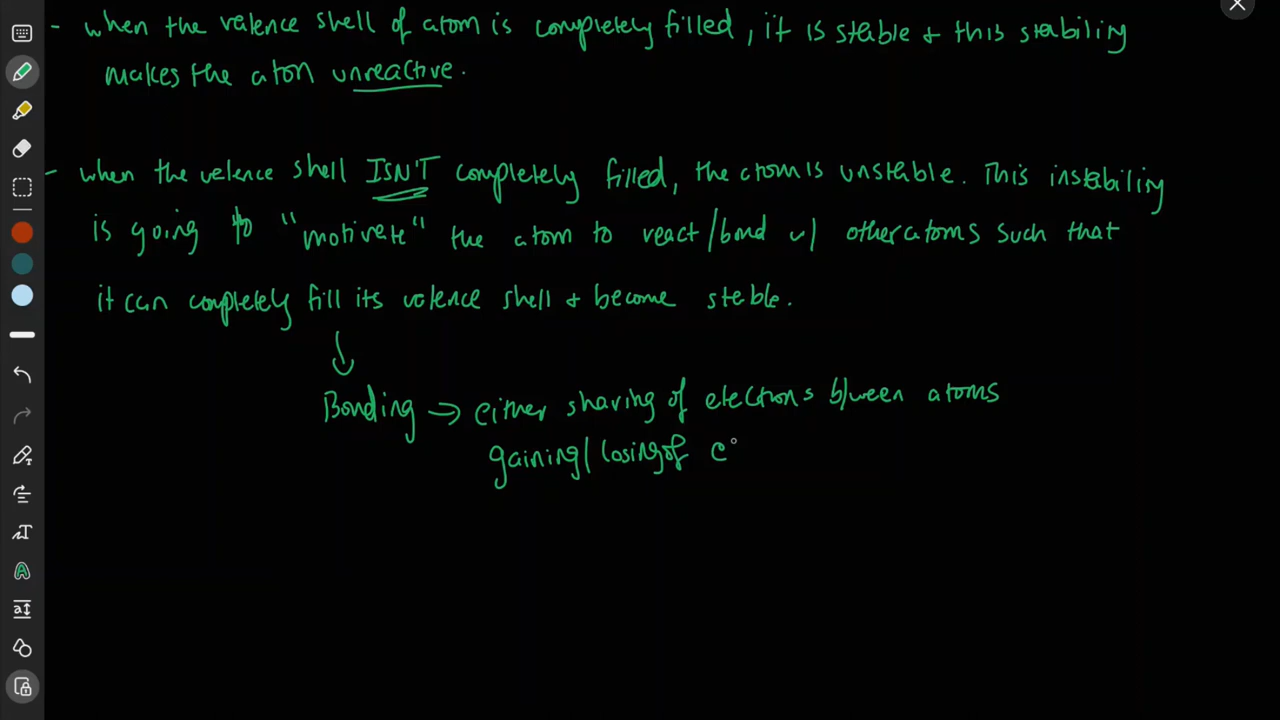 - when the valence shell of atom is completely filled, it is stable + this stability
makes the atom unreactive.
- when the valence shell ISN'T completely filled, the atom is unstable. This instability
is going to "motivate" the atom to react/bond w/ other atoms such that
it can completely fill its valence shell + become stable.
↓
Bonding → either sharing of electrons b/ween atoms
gaining/losing of e